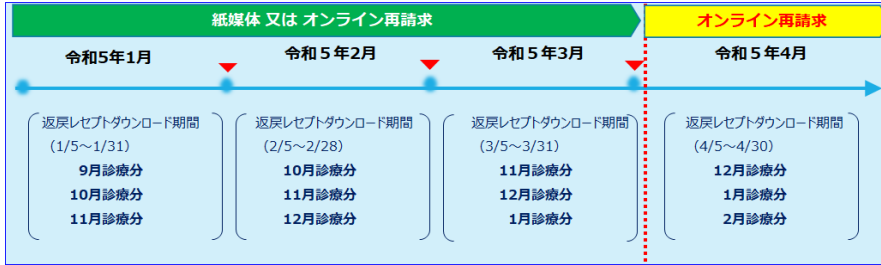 紙媒体 又は オンライン再請求
オンライン再請求
令和5年1月
令和５年2月
令和５年3月
令和５年4月
返戻レセプトダウンロード期間
(1/5～1/31)
9月診療分
10月診療分
11月診療分
返戻レセプトダウンロード期間
(2/5～2/28)
10月診療分
11月診療分
12月診療分
返戻レセプトダウンロード期間
(3/5～3/31)
11月診療分
12月診療分
1月診療分
返戻レセプトダウンロード期間
(4/5～4/30)
12月診療分
1月診療分
2月診療分